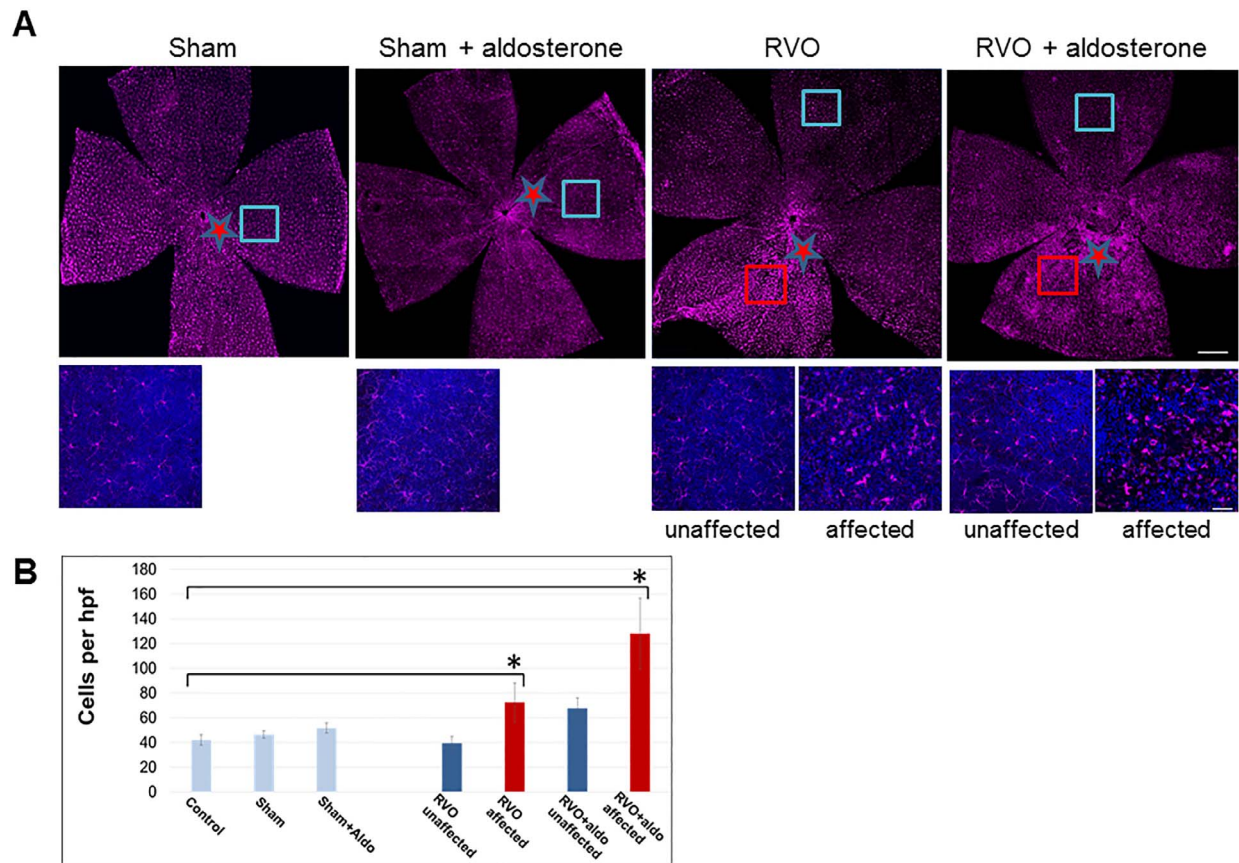 A
Sham
Sham + aldosterone
RVO
RVO + aldosterone
unaffected
affected
unaffected
affected
B
Cells per hpf
180
160
140
120
100
80
60
40
20
0
*
*
Control
Sham
Sham+Aldo
RVO
unaffected
RVO
affected
RVO+aldo
unaffected
RVO+aldo
affected